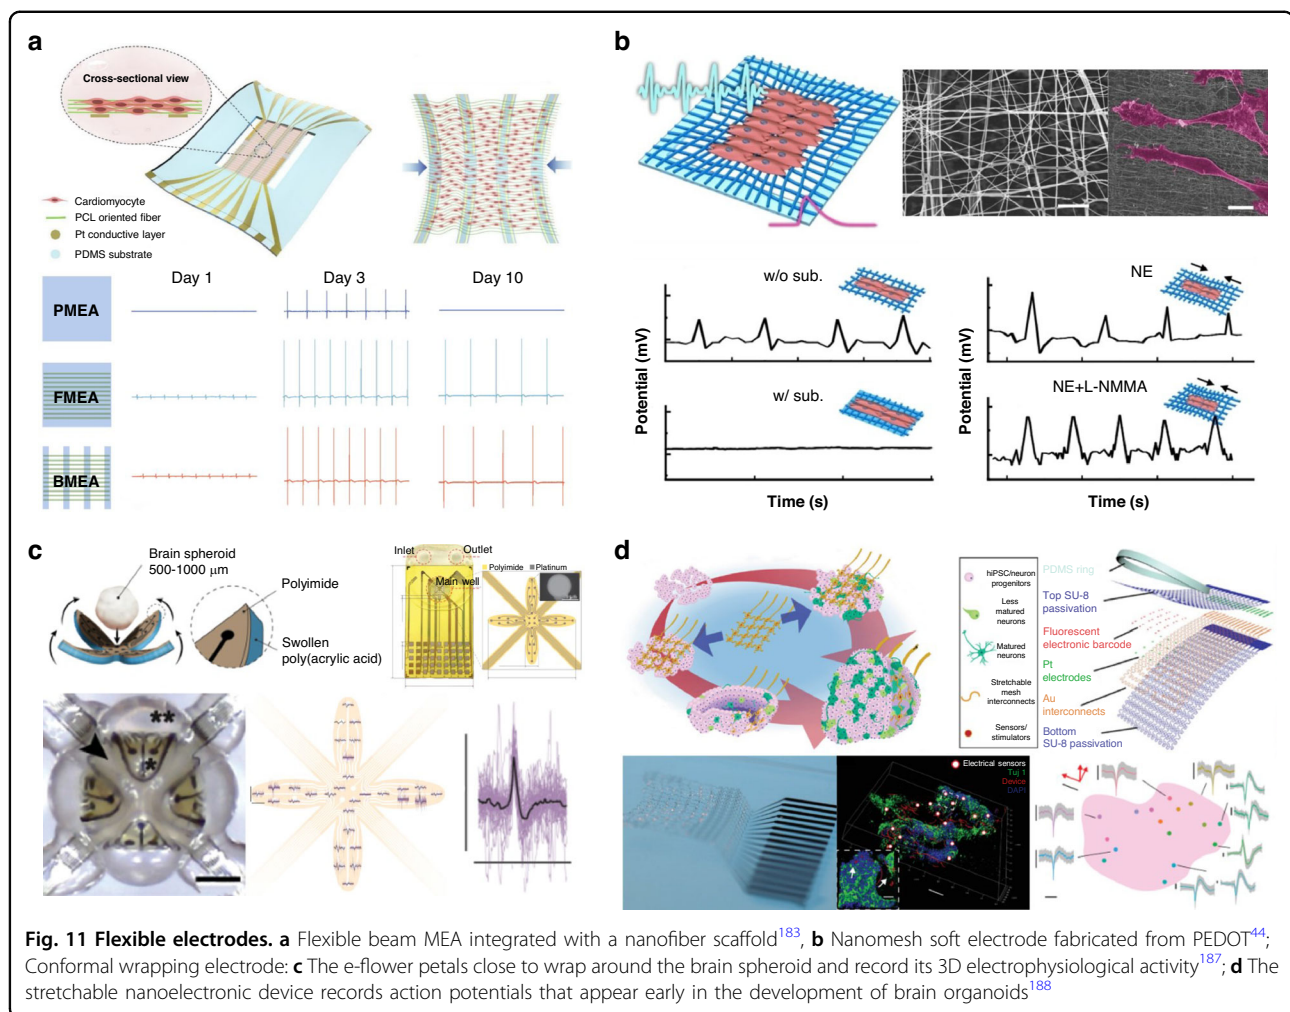 a
Cross-sectional view
Cardiomyocyte
PCL oriented fiber
Pt conductive layer
PDMS substrate
Day 1
Day 3
Day 10
PMEA
FMEA
BMEA
b
w/o sub.
w/ sub.
NE
NE+L-NMMA
Potential (mV)
Potential (mV)
Time (s)
Time (s)
c
Brain spheroid
500-1000 μm
Polyimide
Swollen
poly(acrylic acid)
Inlet
Outlet
Main well
Polyimide
Platinum
**
*
d
hiPSC/neuron
progenitors
Less
matured
neurons
Matured
neurons
Stretchable
mesh
interconnects
Sensors/
stimulators
PDMS ring
Top SU-8
passivation
Fluorescent
electronic barcode
Pt
electrodes
Au
interconnects
Bottom
SU-8 passivation
Electrical sensors
Tuj 1
Device
DAPI
Fig. 11 Flexible electrodes. a Flexible beam MEA integrated with a nanofiber scaffold183, b Nanomesh soft electrode fabricated from PEDOT44;
Conformal wrapping electrode: c The e-flower petals close to wrap around the brain spheroid and record its 3D electrophysiological activity187; d The
stretchable nanoelectronic device records action potentials that appear early in the development of brain organoids188